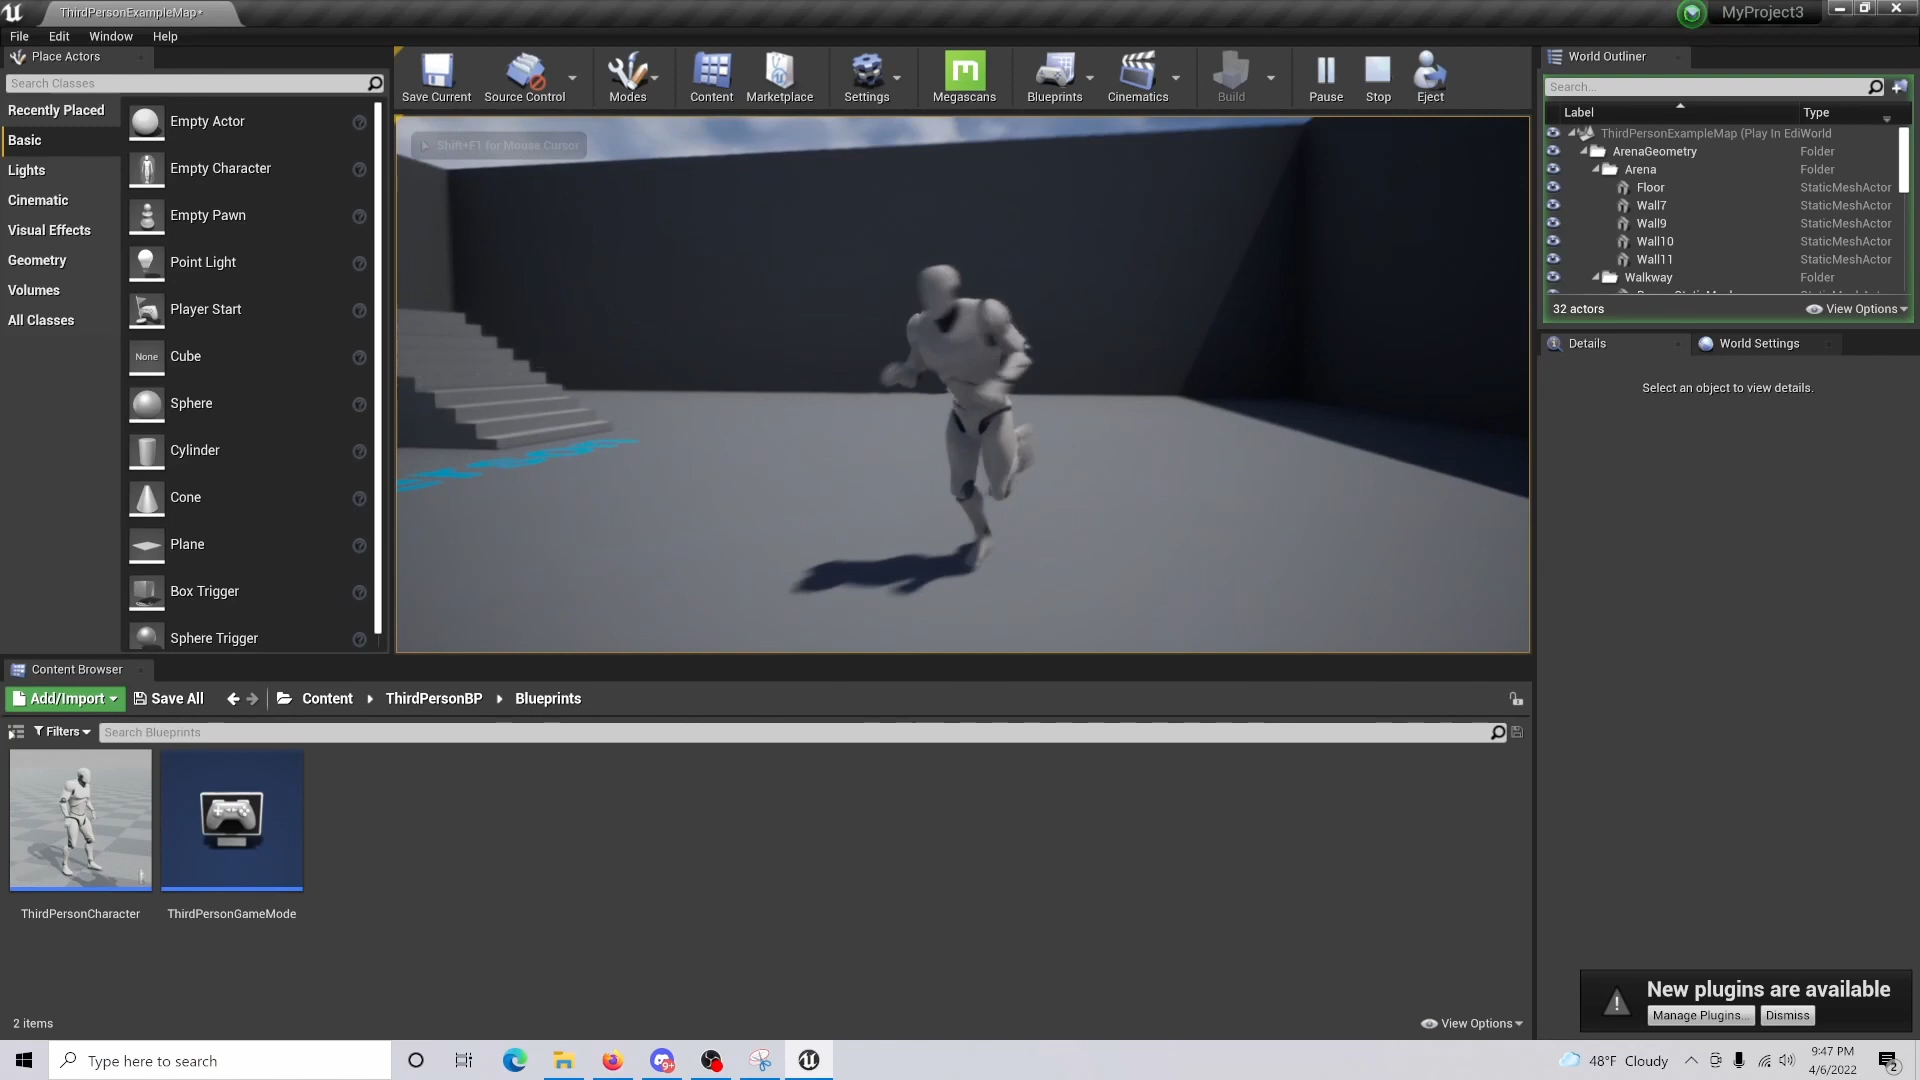 ThirdPersonExampleMap*
MyProject3
File Edit Window Help
Place Actors
Search Classes
Recently Placed
Basic
Lights
Cinematic
Visual Effects
Geometry
Volumes
All Classes
Empty Actor
Empty Character
Empty Pawn
Point Light
Player Start
None
Cube
Sphere
Cylinder
Cone
Plane
Box Trigger
Sphere Trigger
Save Current
Source Control
Modes
Content
Marketplace
Settings
Megascans
Blueprints
Cinematics
Build
Pause
Stop
Eject
Shift+F1 for Mouse Cursor
World Outliner
Search...
Label Type
ThirdPersonExampleMap (Play In Edi World
ArenaGeometry Folder
Arena Folder
Floor StaticMeshActor
Wall7 StaticMeshActor
Wall9 StaticMeshActor
Wall10 StaticMeshActor
Wall11 StaticMeshActor
Walkway Folder
32 actors
View Options
Details
World Settings
Select an object to view details.
Content Browser
Add/Import
Save All
Content
ThirdPersonBP
Blueprints
Filters
Search Blueprints
ThirdPersonCharacter
ThirdPersonGameMode
2 items
View Options
New plugins are available
Manage Plugins...
Dismiss
Type here to search
9+
48°F Cloudy
9:47 PM
4/6/2022
2